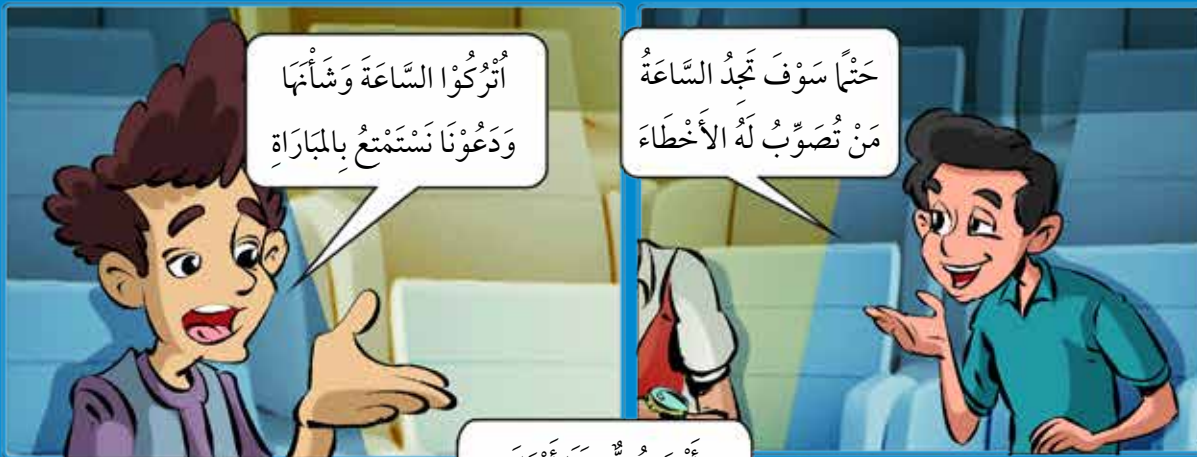 حَتْمًا سَوْفَ تَجِدُ السَّاعَةُ
مَنْ تُصَوِّبُ لَهُ الأَخْطَاءَ
اُتْرُكُوْا السَّاعَةَ وَشَأْنَهَا
وَدَعُوْنَا نَسْتَمْتِعُ بِالمَبَارَاةِ